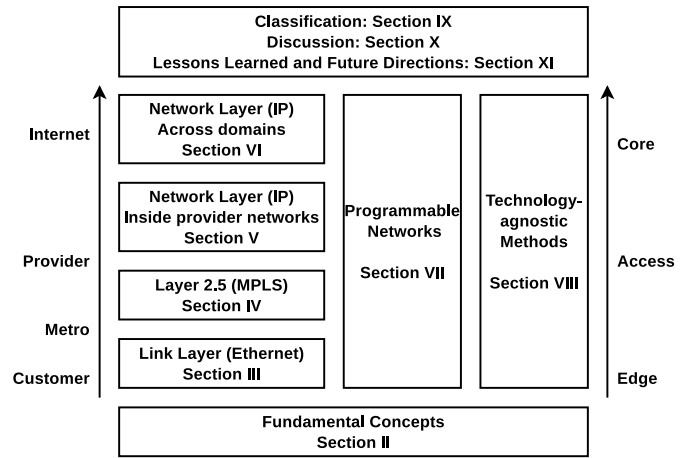 Classification: Section IX
Discussion: Section X
Lessons Learned and Future Directions: Section XI
Internet
Provider
Metro
Customer
Network Layer (IP)
Across domains
Section VI
Network Layer (IP)
Inside provider networks
Section V
Layer 2.5 (MPLS)
Section IV
Link Layer (Ethernet)
Section III
Programmable
Networks
Section VII
Technology-
agnostic
Methods
Section VIII
Core
Access
Edge
Fundamental Concepts
Section II